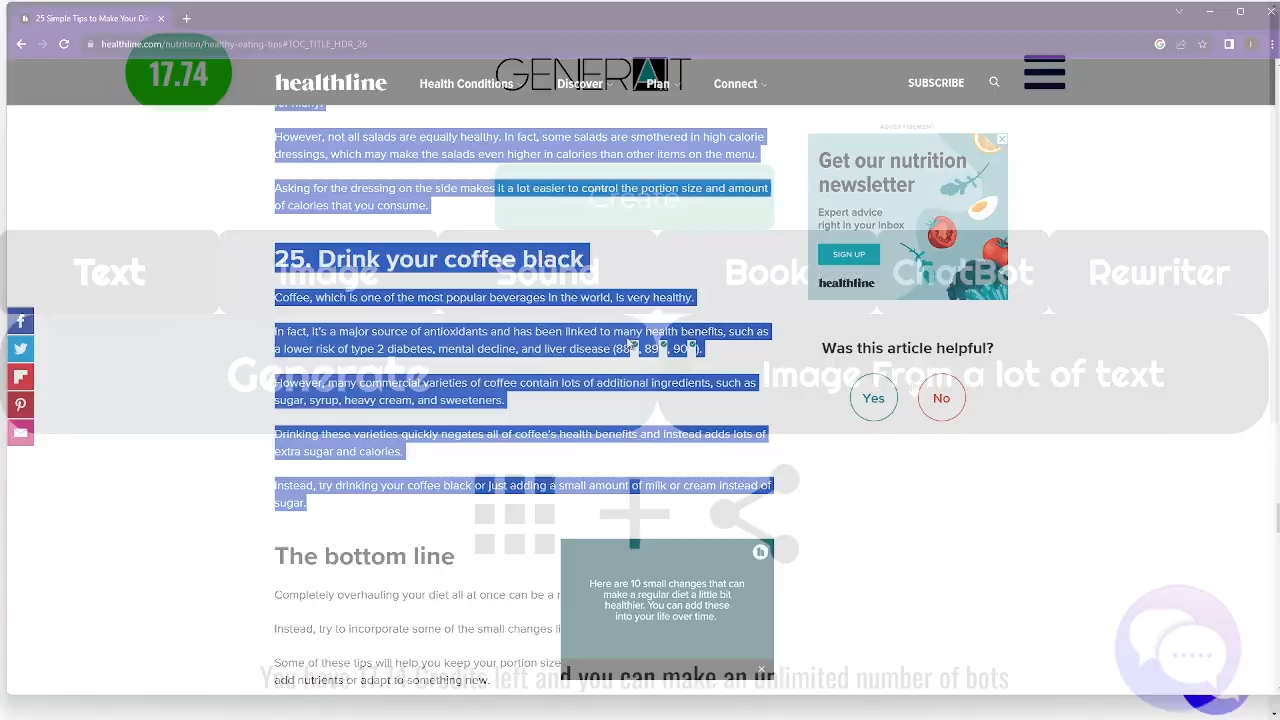 25 Simple Tips to Make Your Di
healthline.com/nutrition/healthy-eating-tips#TOC_TITLE_HDR_26
17.74
GENERAIT
healthline
Health Conditions
Discover
Plan
Connect
SUBSCRIBE
However, not all salads are equally healthy. In fact, some salads are smothered in high calorie
dressings, which may make the salads even higher in calories than other items on the menu.
Asking for the dressing on the side makes it a lot easier to control the portion size and amount
of calories that you consume.
Create
ADVERTISEMENT
Get our nutrition
newsletter
Expert advice
right in your inbox
SIGN UP
healthline
25. Drink your coffee black
Text
Image
Sound
Book
ChatBot
Rewriter
Coffee, which is one of the most popular beverages in the world, is very healthy.
In fact, it's a major source of antioxidants and has been linked to many health benefits, such as
a lower risk of type 2 diabetes, mental decline, and liver disease (88, 89, 90).
Was this article helpful?
Yes
No
Generate
Image From a lot of text
However, many commercial varieties of coffee contain lots of additional ingredients, such as
sugar, syrup, heavy cream, and sweeteners.
Drinking these varieties quickly negates all of coffee's health benefits and instead adds lots of
extra sugar and calories.
Instead, try drinking your coffee black or just adding a small amount of milk or cream instead of
sugar.
The bottom line
Completely overhauling your diet all at once can be a
Instead, try to incorporate some of the small changes
Some of these tips will help you keep your portion size
add nutrients or adapt to something new.
Here are 10 small changes that can
make a regular diet a little bit
healthier. You can add these
into your life over time.
left and you can make an unlimited number of bots